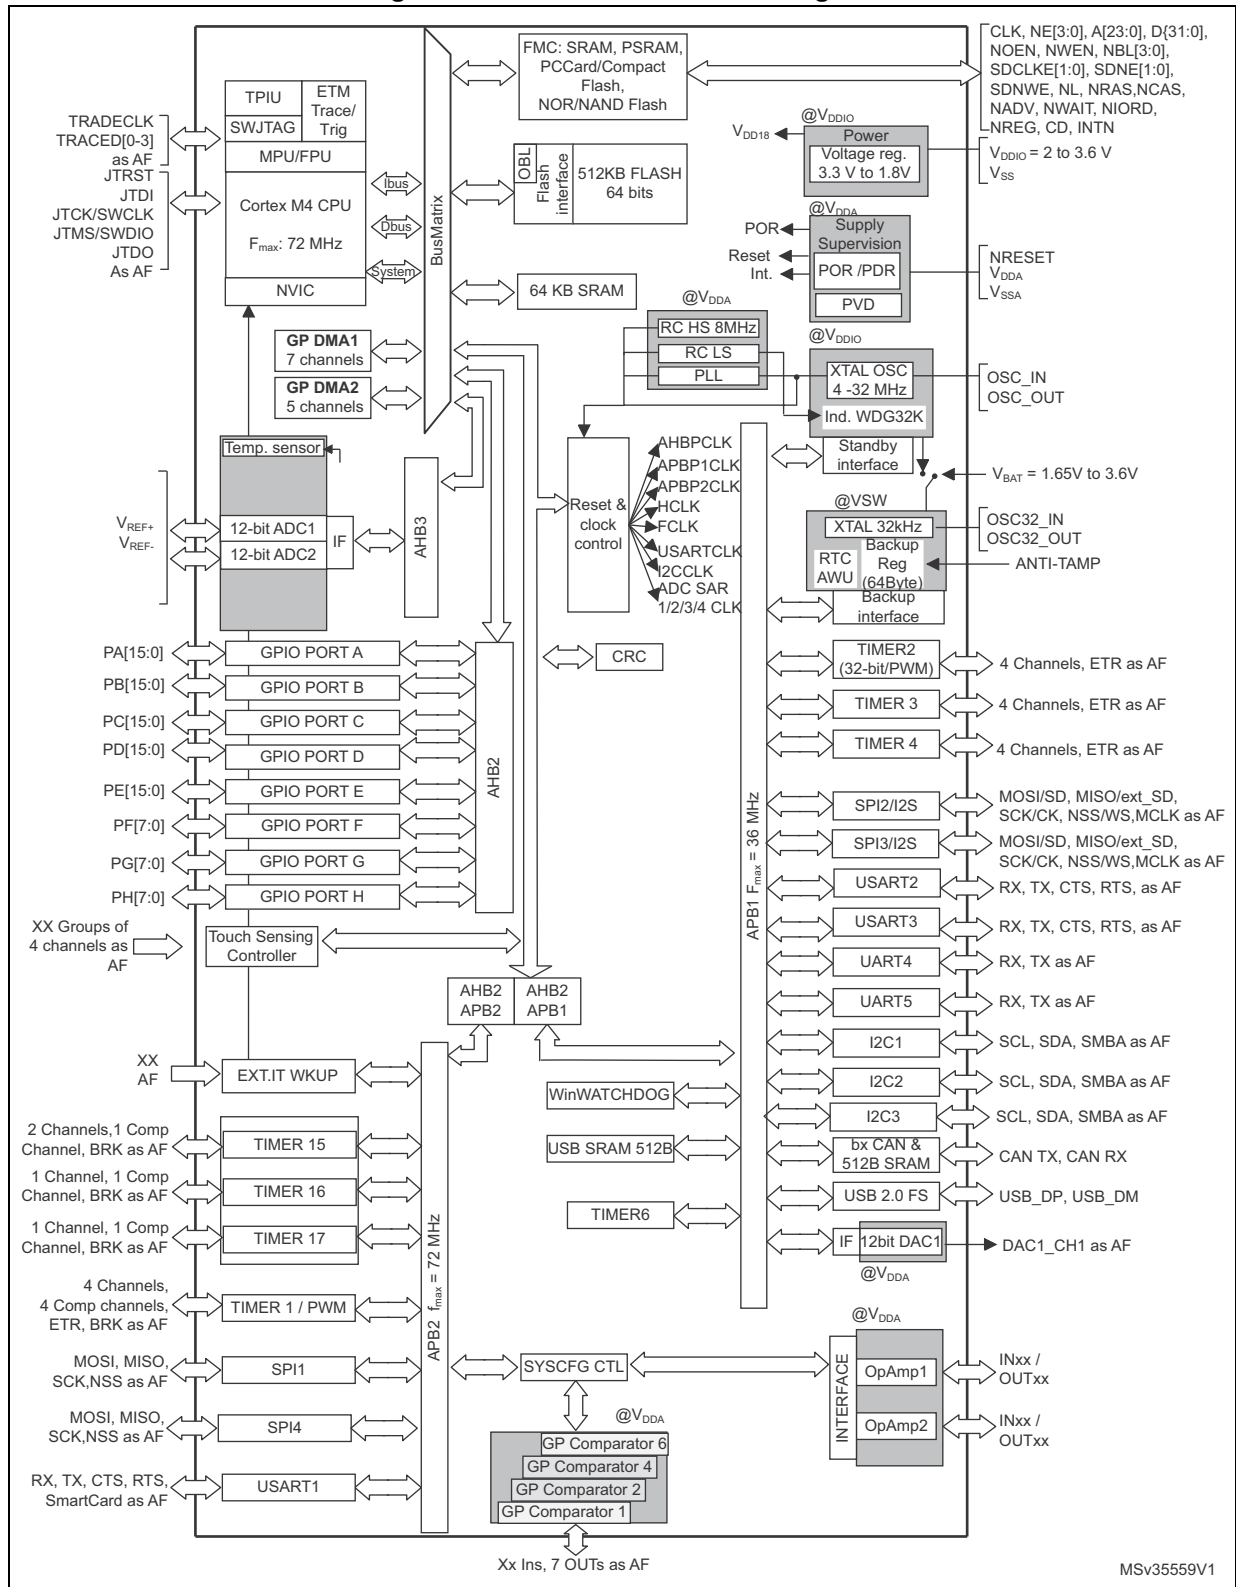 CLK, NE[3:0], A[23:0], D{31:0),
NOEN, NWEN, NBL[3:0],
SDCLKE[1:0], SDNE[1:0],
SDNWE, NL, NRAS,NCAS,
NADV, NWAIT, NIORD,
NREG, CD, INTN
FMC: SRAM, PSRAM,
PCCard/Compact
Flash,
NOR/NAND Flash
TPIU
SWJTAG
ETM
Trace/
Trig
MPU/FPU
Cortex M4 CPU
Fmax: 72 MHz
NVIC
TRADECLK
TRACED[0-3]
as AF
JTRST
JTDI
JTCK/SWCLK
JTMS/SWDIO
JTDO
As AF
Ibus
Dbus
System
BusMatrix
OBL
Flash
interface
512KB FLASH
64 bits
64 KB SRAM
@VDDIO
VDD18
Power
Voltage reg.
3.3 V to 1.8V
VDDIO = 2 to 3.6 V
VSS
@VDDA
POR
Reset
Int.
Supply
Supervision
POR /PDR
PVD
NRESET
VDDA
VSSA
@VDDA
RC HS 8MHz
RC LS
PLL
@VDDIO
XTAL OSC
4 -32 MHz
Ind. WDG32K
OSC_IN
OSC_OUT
Standby
interface
VBAT = 1.65V to 3.6V
@VSW
XTAL 32kHz
RTC
AWU
Backup
Reg
(64Byte)
OSC32_IN
OSC32_OUT
ANTI-TAMP
Backup
interface
GP DMA1
7 channels
GP DMA2
5 channels
Temp. sensor
VREF+
VREF-
12-bit ADC1
12-bit ADC2
IF
AHB3
Reset &
clock
control
AHBPCLK
APBP1CLK
APBP2CLK
HCLK
FCLK
USARTCLK
I2CCLK
ADC SAR
1/2/3/4 CLK
CRC
PA[15:0]
GPIO PORT A
PB[15:0]
GPIO PORT B
PC[15:0]
GPIO PORT C
PD[15:0]
GPIO PORT D
PE[15:0]
GPIO PORT E
PF[7:0]
GPIO PORT F
PG[7:0]
GPIO PORT G
PH[7:0]
GPIO PORT H
AHB2
XX Groups of
4 channels as
AF
Touch Sensing
Controller
AHB2
APB2
AHB2
APB1
XX
AF
EXT.IT WKUP
2 Channels,1 Comp
Channel, BRK as AF
TIMER 15
1 Channel, 1 Comp
Channel, BRK as AF
TIMER 16
1 Channel, 1 Comp
Channel, BRK as AF
TIMER 17
4 Channels,
4 Comp channels,
ETR, BRK as AF
TIMER 1 / PWM
MOSI, MISO,
SCK,NSS as AF
SPI1
MOSI, MISO,
SCK,NSS as AF
SPI4
RX, TX, CTS, RTS,
SmartCard as AF
USART1
APB2 fmax = 72 MHz
WinWATCHDOG
USB SRAM 512B
TIMER6
APB1 Fmax = 36 MHz
TIMER2
(32-bit/PWM)
4 Channels, ETR as AF
TIMER 3
4 Channels, ETR as AF
TIMER 4
4 Channels, ETR as AF
SPI2/I2S
MOSI/SD, MISO/ext_SD,
SCK/CK, NSS/WS,MCLK as AF
SPI3/I2S
MOSI/SD, MISO/ext_SD,
SCK/CK, NSS/WS,MCLK as AF
USART2
RX, TX, CTS, RTS, as AF
USART3
RX, TX, CTS, RTS, as AF
UART4
RX, TX as AF
UART5
RX, TX as AF
I2C1
SCL, SDA, SMBA as AF
I2C2
SCL, SDA, SMBA as AF
I2C3
SCL, SDA, SMBA as AF
bx CAN &
512B SRAM
CAN TX, CAN RX
USB 2.0 FS
USB_DP, USB_DM
IF
12bit DAC1
DAC1_CH1 as AF
@VDDA
@VDDA
INTERFACE
OpAmp1
INxx /
OUTxx
OpAmp2
INxx /
OUTxx
SYSCFG CTL
@VDDA
GP Comparator 6
GP Comparator 4
GP Comparator 2
GP Comparator 1
Xx Ins, 7 OUTs as AF
MSv35559V1